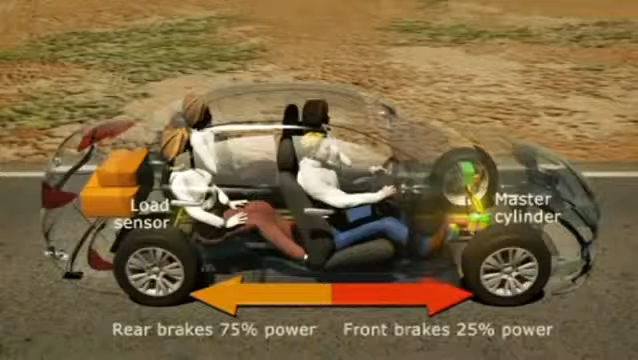 Load
sensor
Master
cylinder
Rear brakes 75% power
Front brakes 25% power